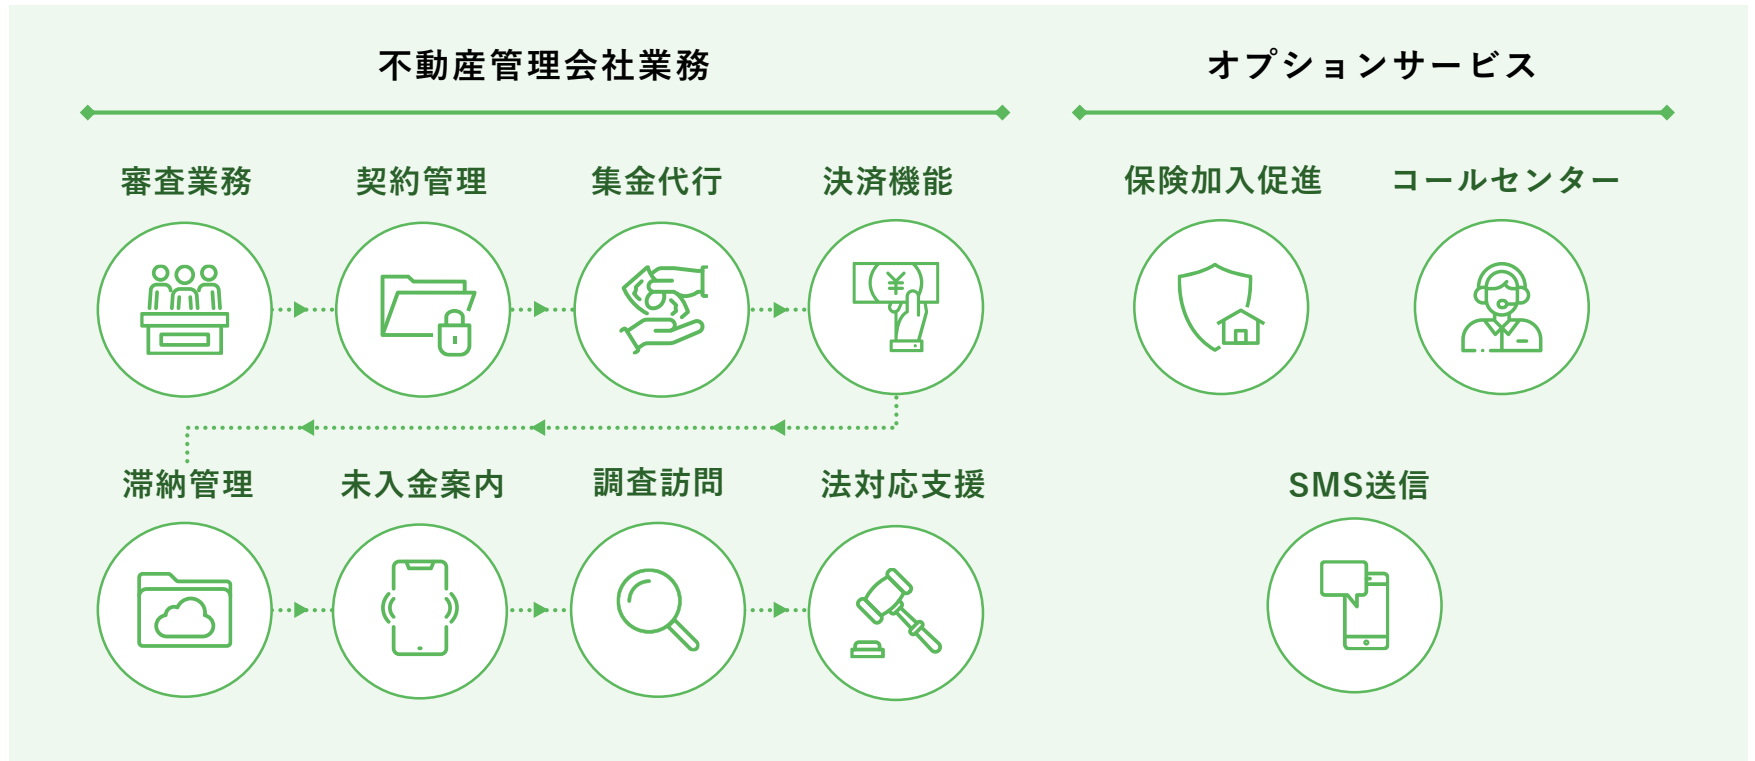 不動産管理会社業務
オプションサービス
審査業務
契約管理
集金代行
決済機能
保険加入促進
コールセンター
¥
滞納管理
未入金案内
調査訪問
法対応支援
SMS送信